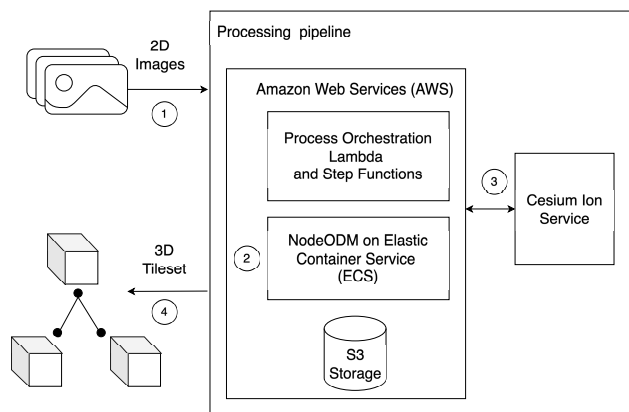 Processing pipeline
2D
Images
1
Amazon Web Services (AWS)
Process Orchestration
Lambda
and Step Functions
3
Cesium Ion
Service
2
NodeODM on Elastic
Container Service
(ECS)
3D
Tileset
4
S3
Storage